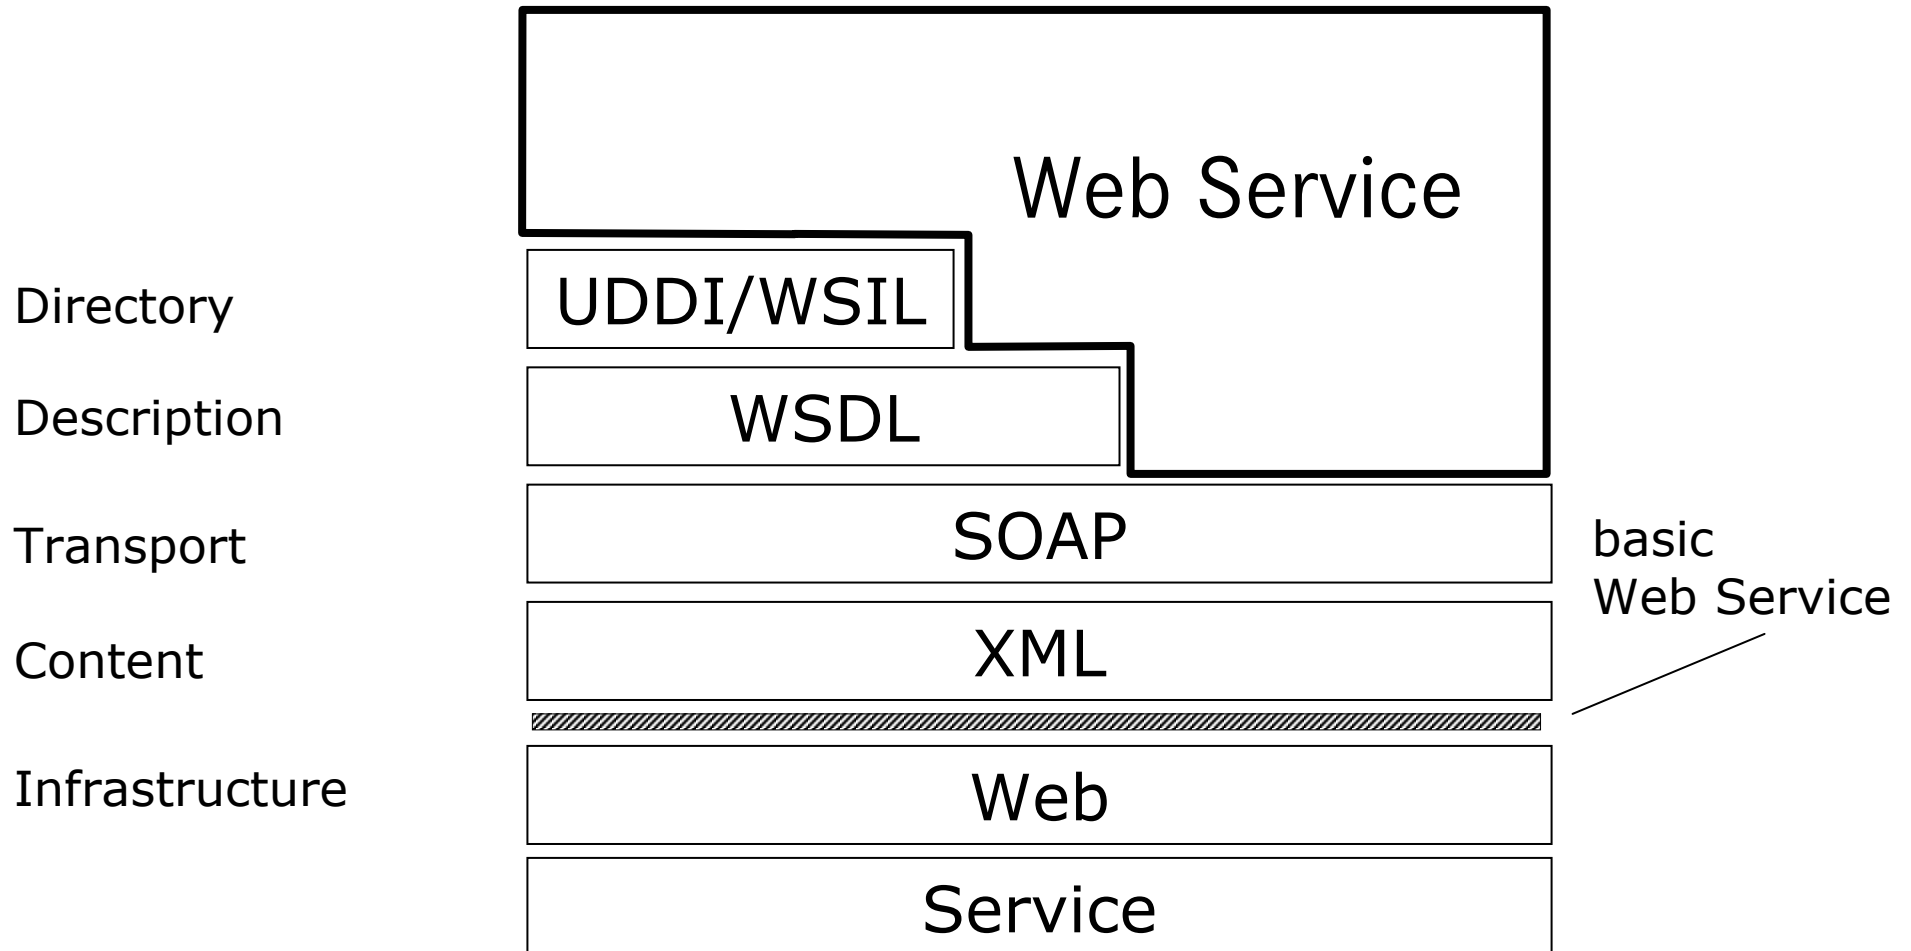 Web Service
Directory
UDDI/WSIL
Description
WSDL
Transport
SOAP
basic
Web Service
Content
XML
Infrastructure
Web
Service